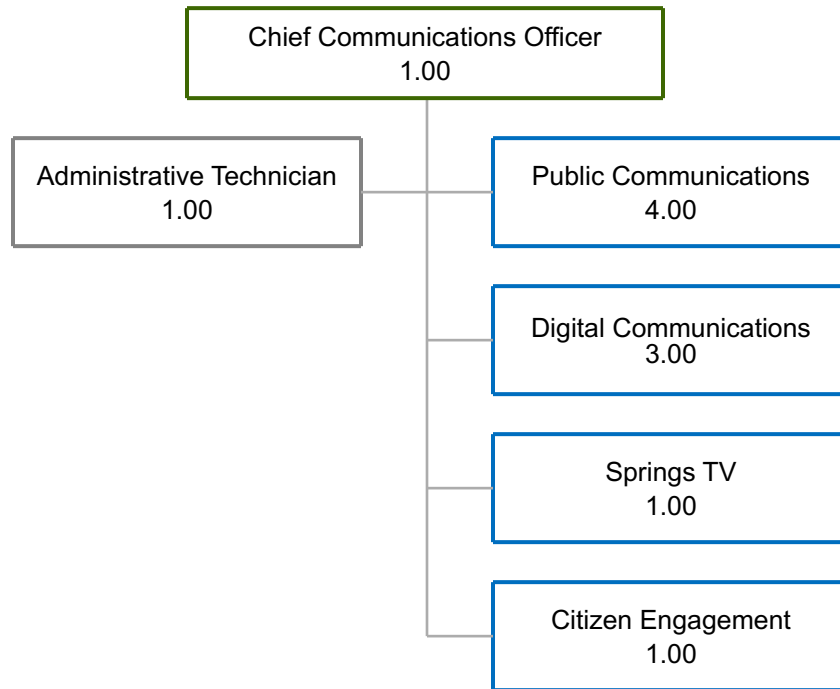 Chief Communications Officer
1.00
Administrative Technician
1.00
Public Communications
4.00
Digital Communications
3.00
Springs TV
1.00
Citizen Engagement
1.00